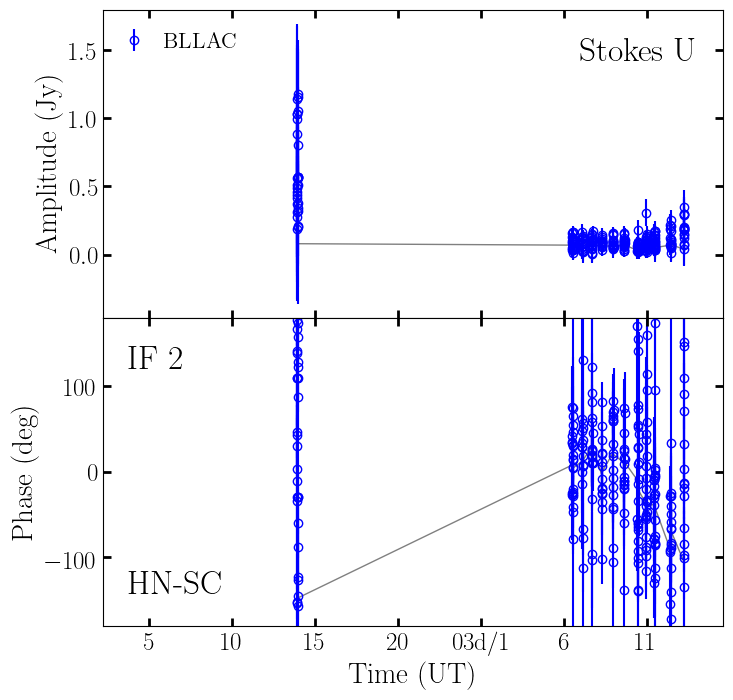 BLLAC
Stokes U
1.5
1.0
0.5
0.0
Amplitude (Jy)
IF 2
100
0
−100
Phase (deg)
HN-SC
5 10 15 20 03d/1 6 11
Time (UT)